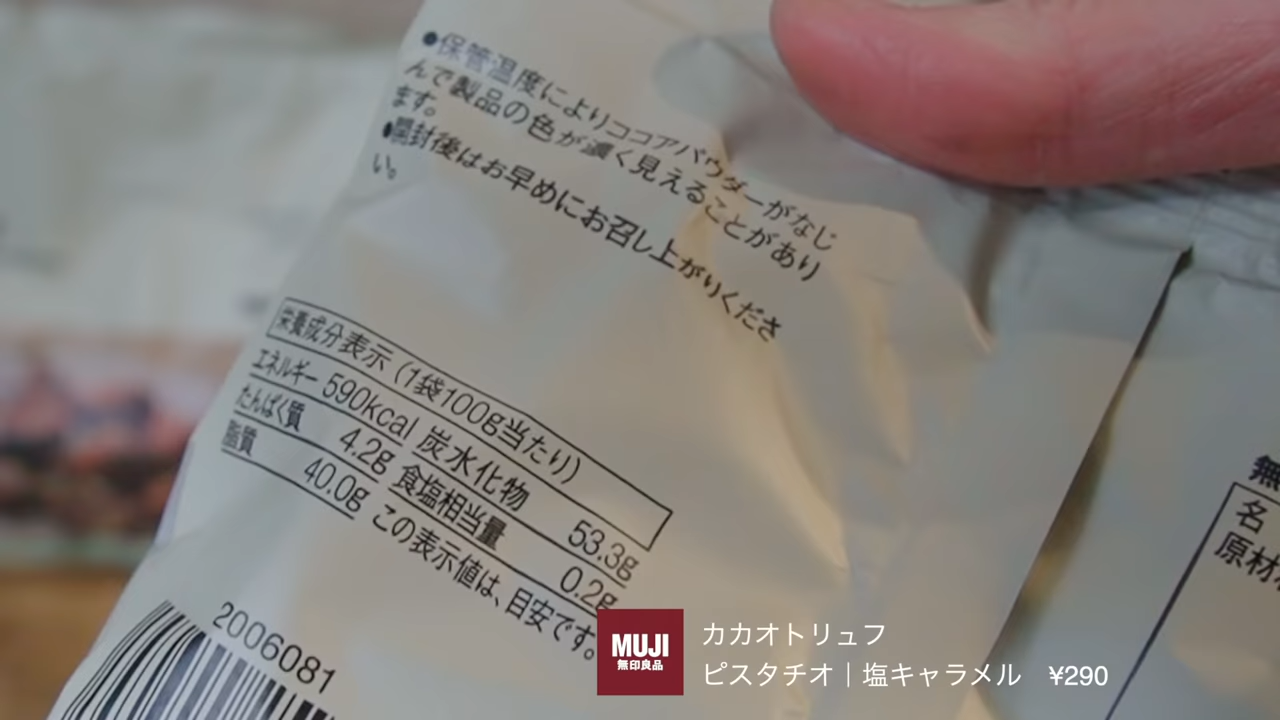 ●保管温度によりココアパウダーがなじ
んで製品の色が濃く見えることがあり
ます。
●開封後はお早めにお召し上がりくださ
い。
栄養成分表示 (1袋100g当たり)
エネルギー 590kcal 炭水化物 53.3g
たんぱく質 4.2g 食塩相当量 0.2g
脂質 40.0g この表示値は、目安です。
2006081
無
名
原材
MUJI
無印良品
カカオトリュフ
ピスタチオ|塩キャラメル ¥290